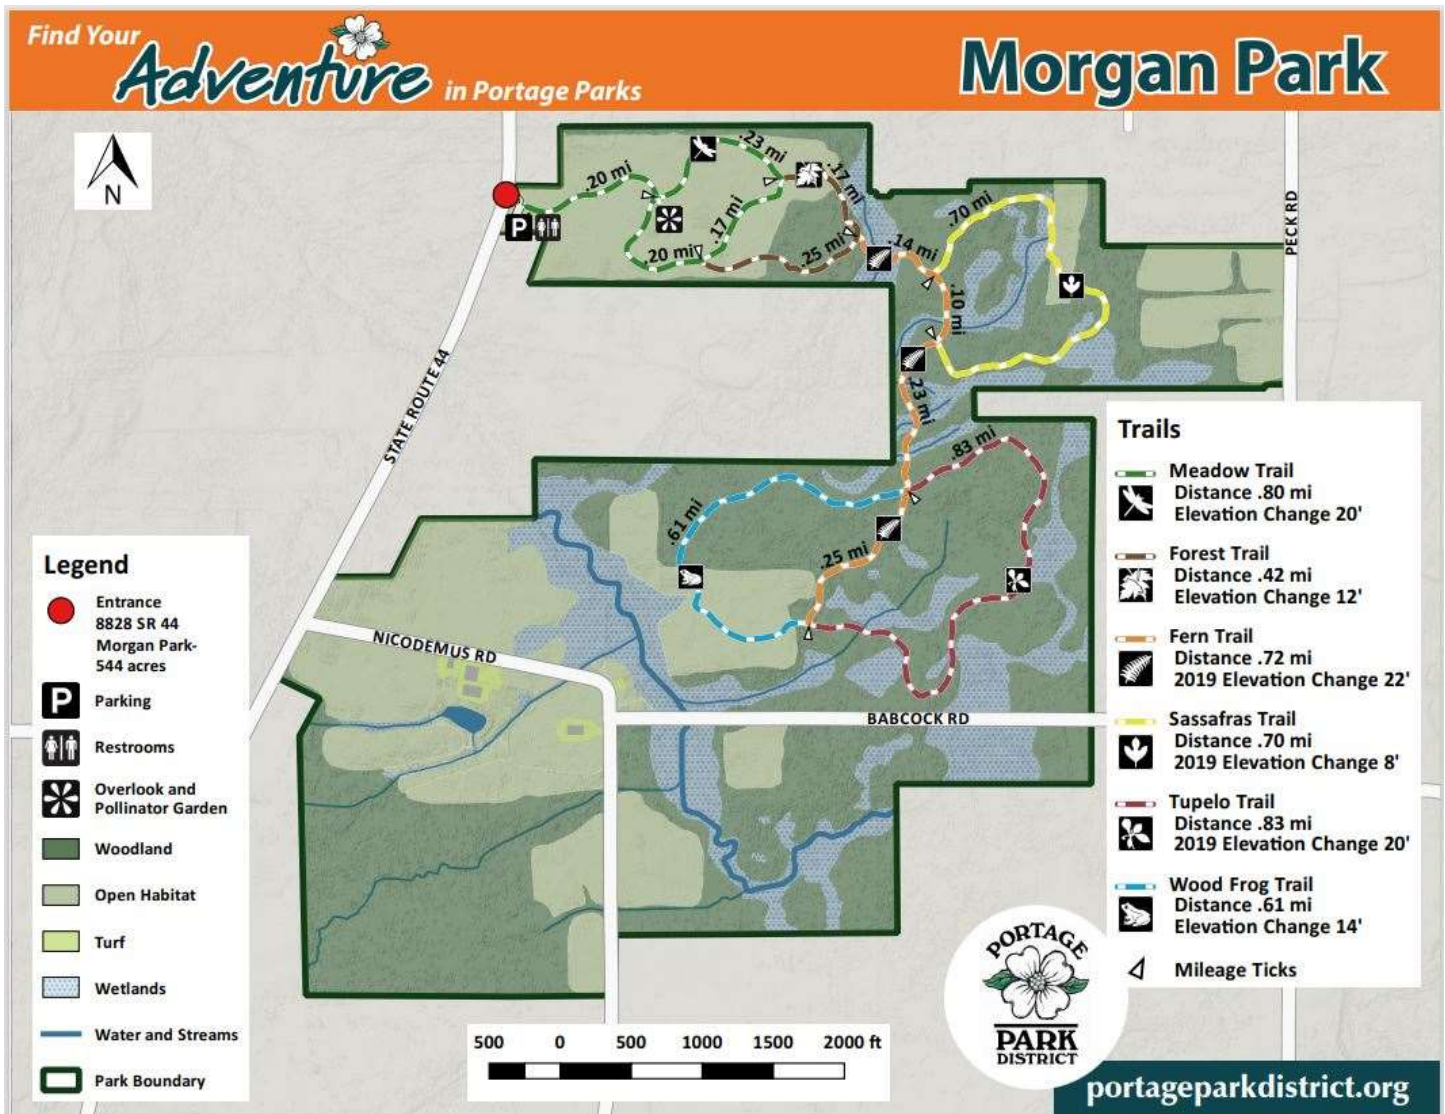 Find Your
Adventure
in Portage Parks
Morgan Park
N
.20 mi
.23 mi
.17 mi
.17 mi
.20 mi
.25 mi
.14 mi
.70 mi
.10 mi
.23 mi
.83 mi
.61 mi
.25 mi
P
PECK RD
STATE ROUTE 44
NICODEMUS RD
BABCOCK RD
Legend
Entrance
8828 SR 44
Morgan Park-
544 acres
P
Parking
Restrooms
Overlook and
Pollinator Garden
Woodland
Open Habitat
Turf
Wetlands
Water and Streams
Park Boundary
Trails
Meadow Trail
Distance .80 mi
Elevation Change 20'
Forest Trail
Distance .42 mi
Elevation Change 12'
Fern Trail
Distance .72 mi
2019 Elevation Change 22'
Sassafras Trail
Distance .70 mi
2019 Elevation Change 8'
Tupelo Trail
Distance .83 mi
2019 Elevation Change 20'
Wood Frog Trail
Distance .61 mi
Elevation Change 14'
Mileage Ticks
500 0 500 1000 1500 2000 ft
PORTAGE
PARK
DISTRICT
portageparkdistrict.org